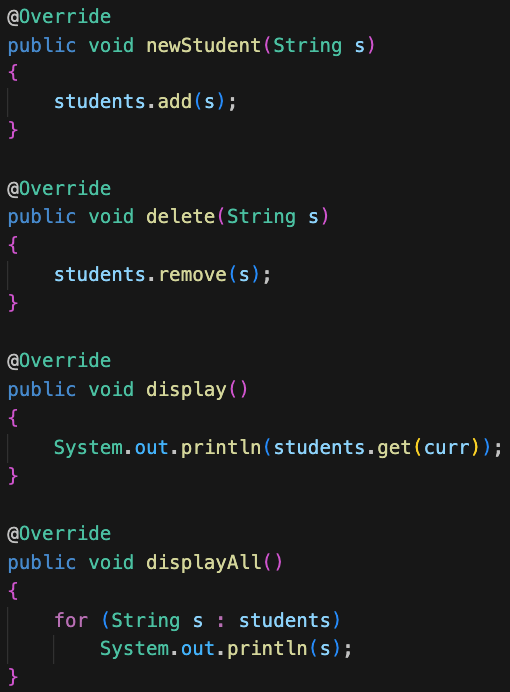 @Override
public void newStudent(String s)
{
    students.add(s);
}

@Override
public void delete(String s)
{
    students.remove(s);
}

@Override
public void display()
{
    System.out.println(students.get(curr));
}

@Override
public void displayAll()
{
    for (String s : students)
        System.out.println(s);
}